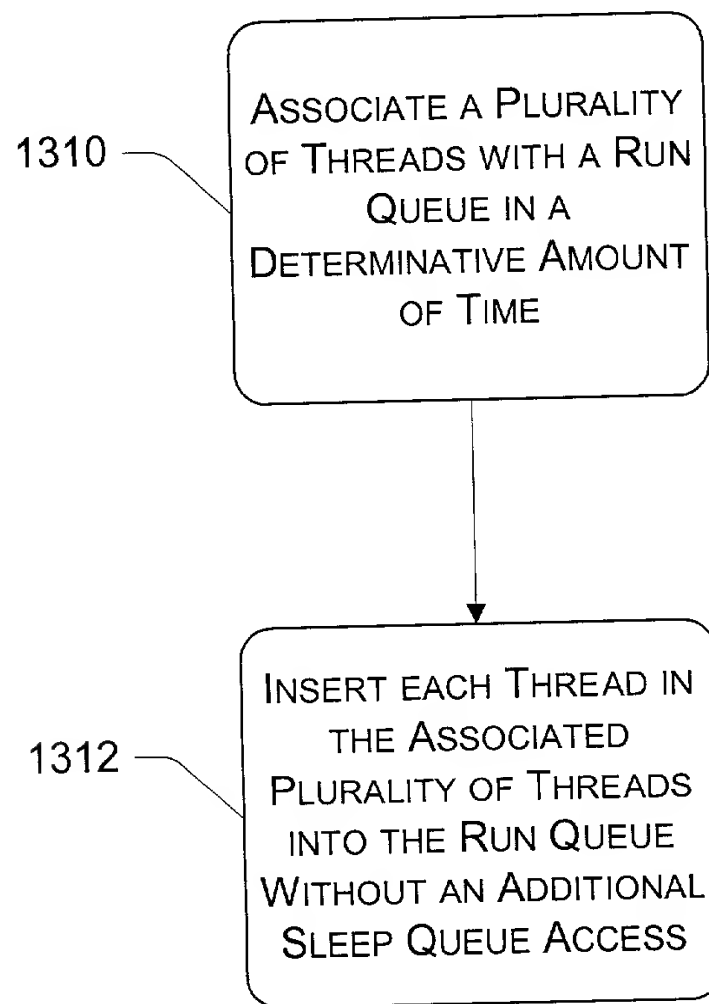 1310
ASSOCIATE A PLURALITY
OF THREADS WITH A RUN
QUEUE IN A
DETERMINATIVE AMOUNT
OF TIME
1312
INSERT EACH THREAD IN
THE ASSOCIATED
PLURALITY OF THREADS
INTO THE RUN QUEUE
WITHOUT AN ADDITIONAL
SLEEP QUEUE ACCESS